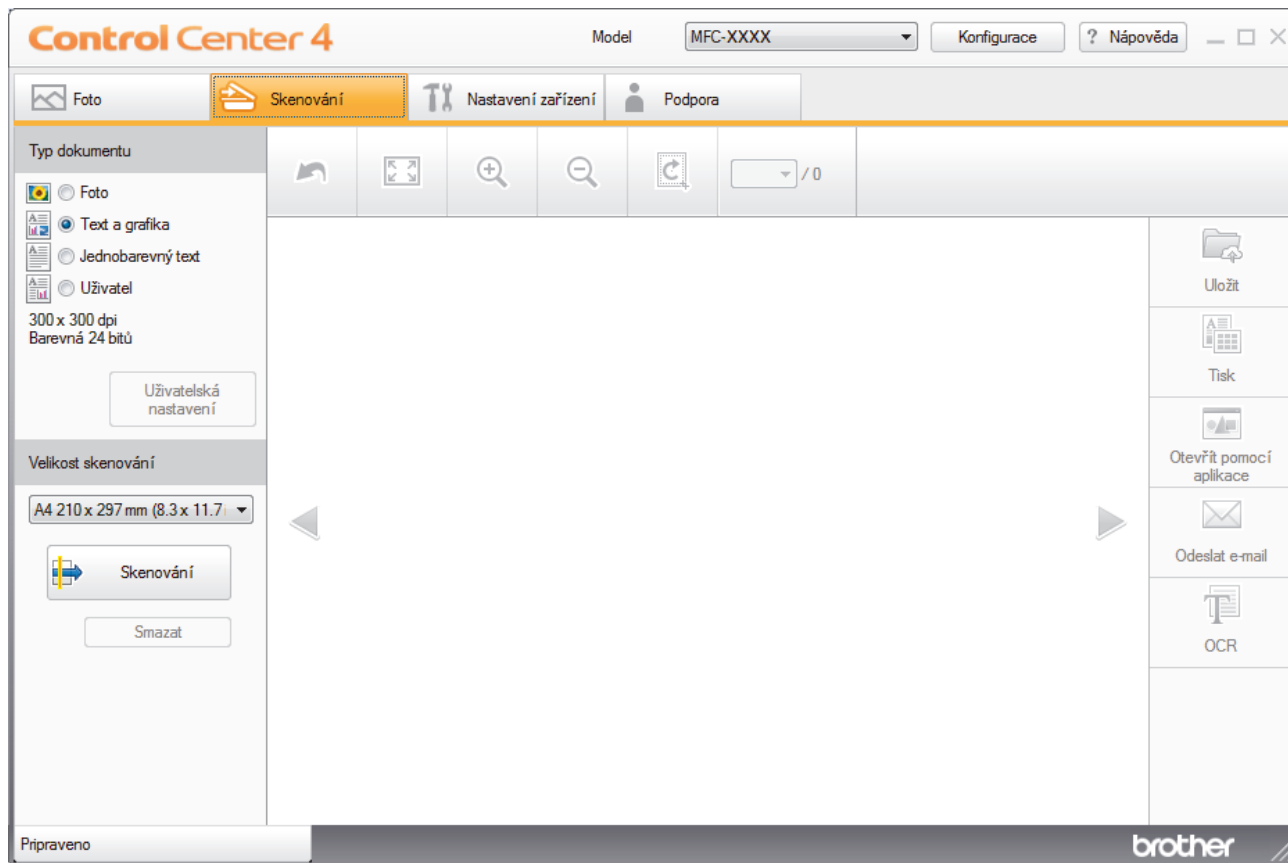 Control Center 4
Model
MFC-XXXX
Konfigurace
? Nápověda
Foto
Skenování
Nastavení zařízení
Podpora
Typ dokumentu
Foto
Text a grafika
Jednobarevný text
Uživatel
300 x 300 dpi
Barevná 24 bitů
Uživatelská
nastavení
Velikost skenování
A4 210 x 297 mm (8.3 x 11.7
Skenování
Smazat
/ 0
Uložit
Tisk
Otevřít pomocí
aplikace
Odeslat e-mail
OCR
Pripraveno
brother